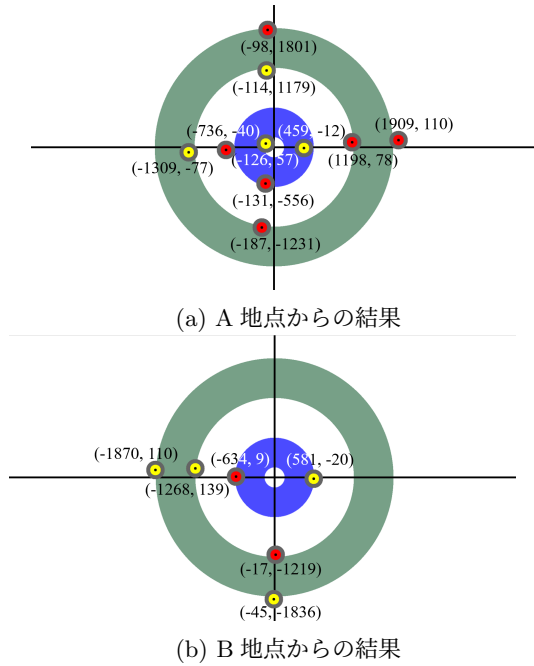 (-98, 1801)
(-114, 1179)
(-736, -40) (459, -12) (1909, 110)
(-1309, -77) (-126, 57) (1198, 78)
(-131, -556)
(-187, -1231)
(a) A 地点からの結果
(-1870, 110) (-634, 9) (581, -20)
(-1268, 139)
(-17, -1219)
(-45, -1836)
(b) B 地点からの結果